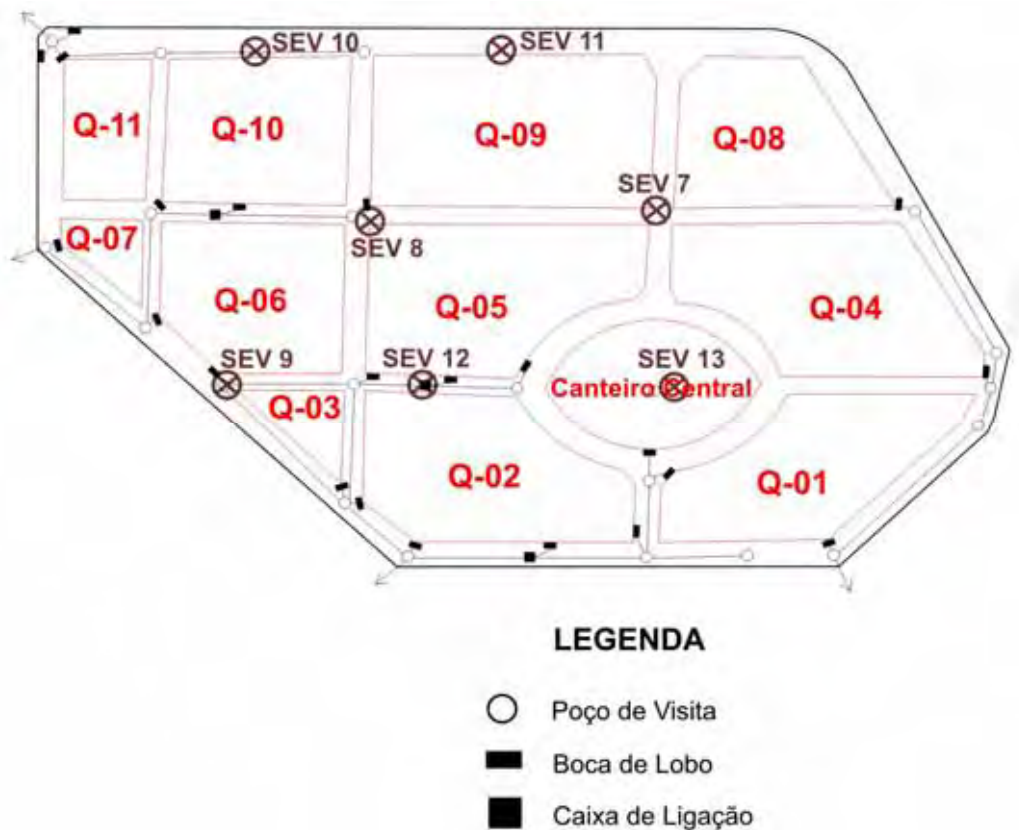 SEV 10
SEV 11
Q-11
Q-10
Q-09
Q-08
SEV 7
Q-07
SEV 8
Q-06
Q-05
Q-04
SEV 9
SEV 12
SEV 13
Canteiro Central
Q-03
Q-02
Q-01
LEGENDA
Poço de Visita
Boca de Lobo
Caixa de Ligação